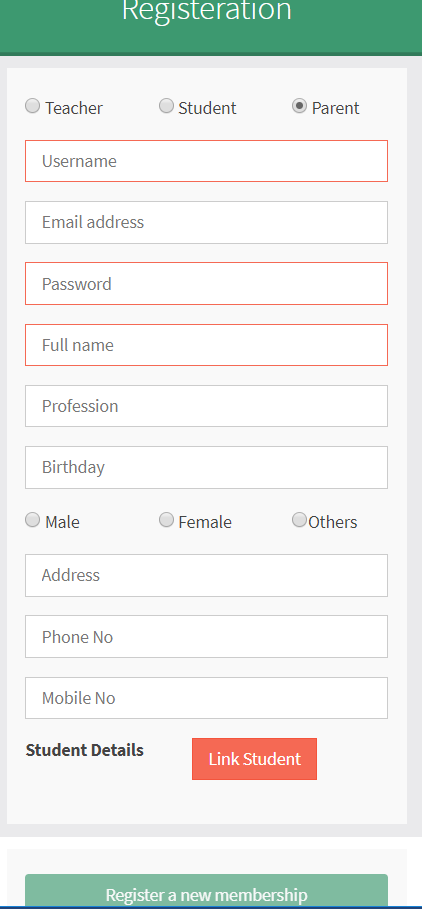 Registeration
Teacher Student Parent
Username
Email address
Password
Full name
Profession
Birthday
Male Female Others
Address
Phone No
Mobile No
Student Details Link Student
Register a new membership